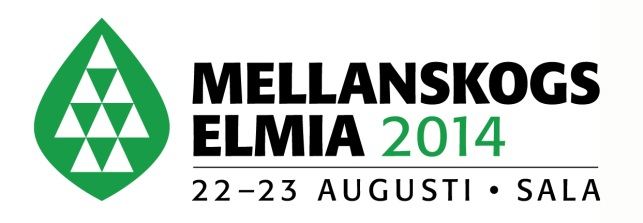 MELLANSKOGS
ELMIA 2014
22–23 AUGUSTI • SALA